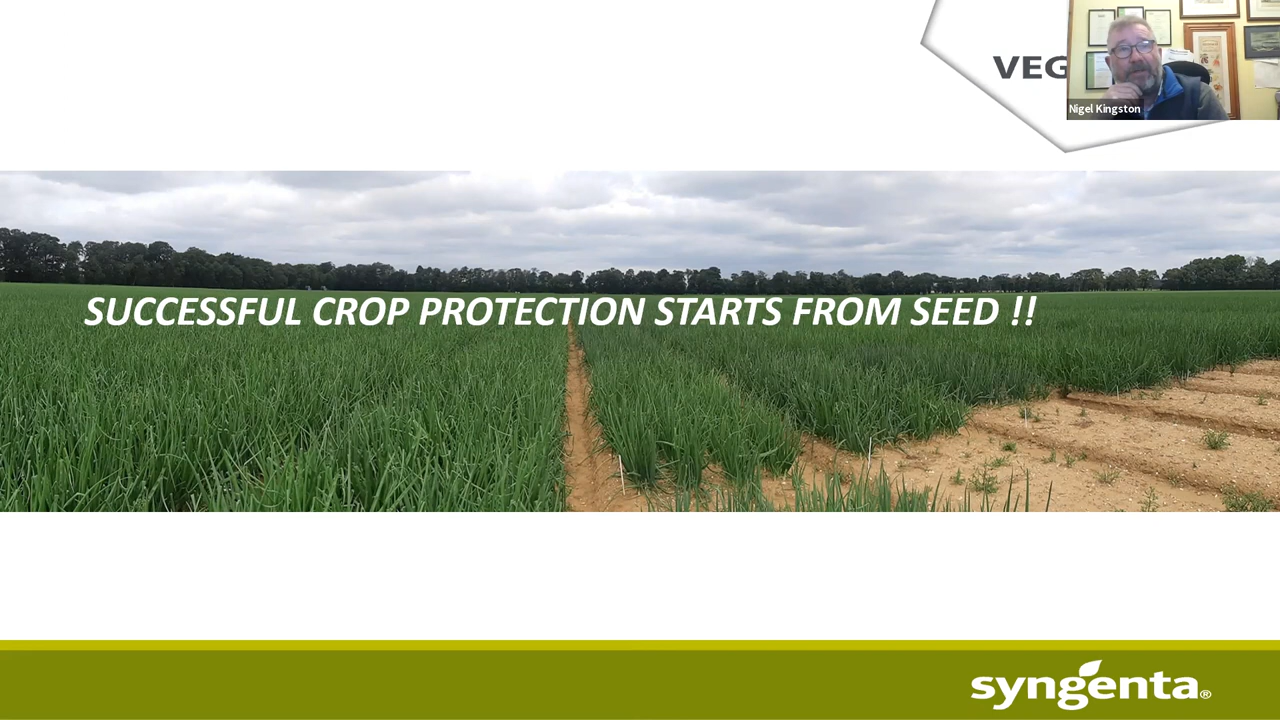 VEG
Nigel Kingston
SUCCESSFUL CROP PROTECTION STARTS FROM SEED !!
syngenta®